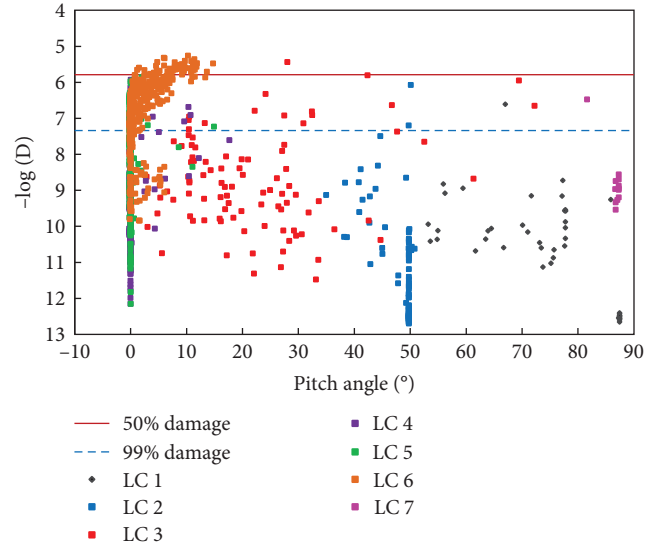 4
5
6
7
8
9
10
11
12
13
−log (D)
−10 0 10 20 30 40 50 60 70 80 90
Pitch angle (°)
50% damage
99% damage
LC 1
LC 2
LC 3
LC 4
LC 5
LC 6
LC 7